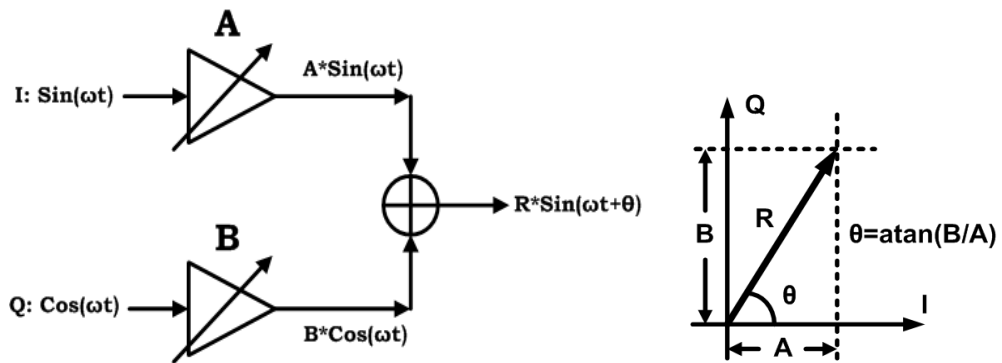 A
I: Sin(ωt)
A*Sin(ωt)
R*Sin(ωt+θ)
B
Q: Cos(ωt)
B*Cos(ωt)
Q
B
R
θ=atan(B/A)
θ
I
A